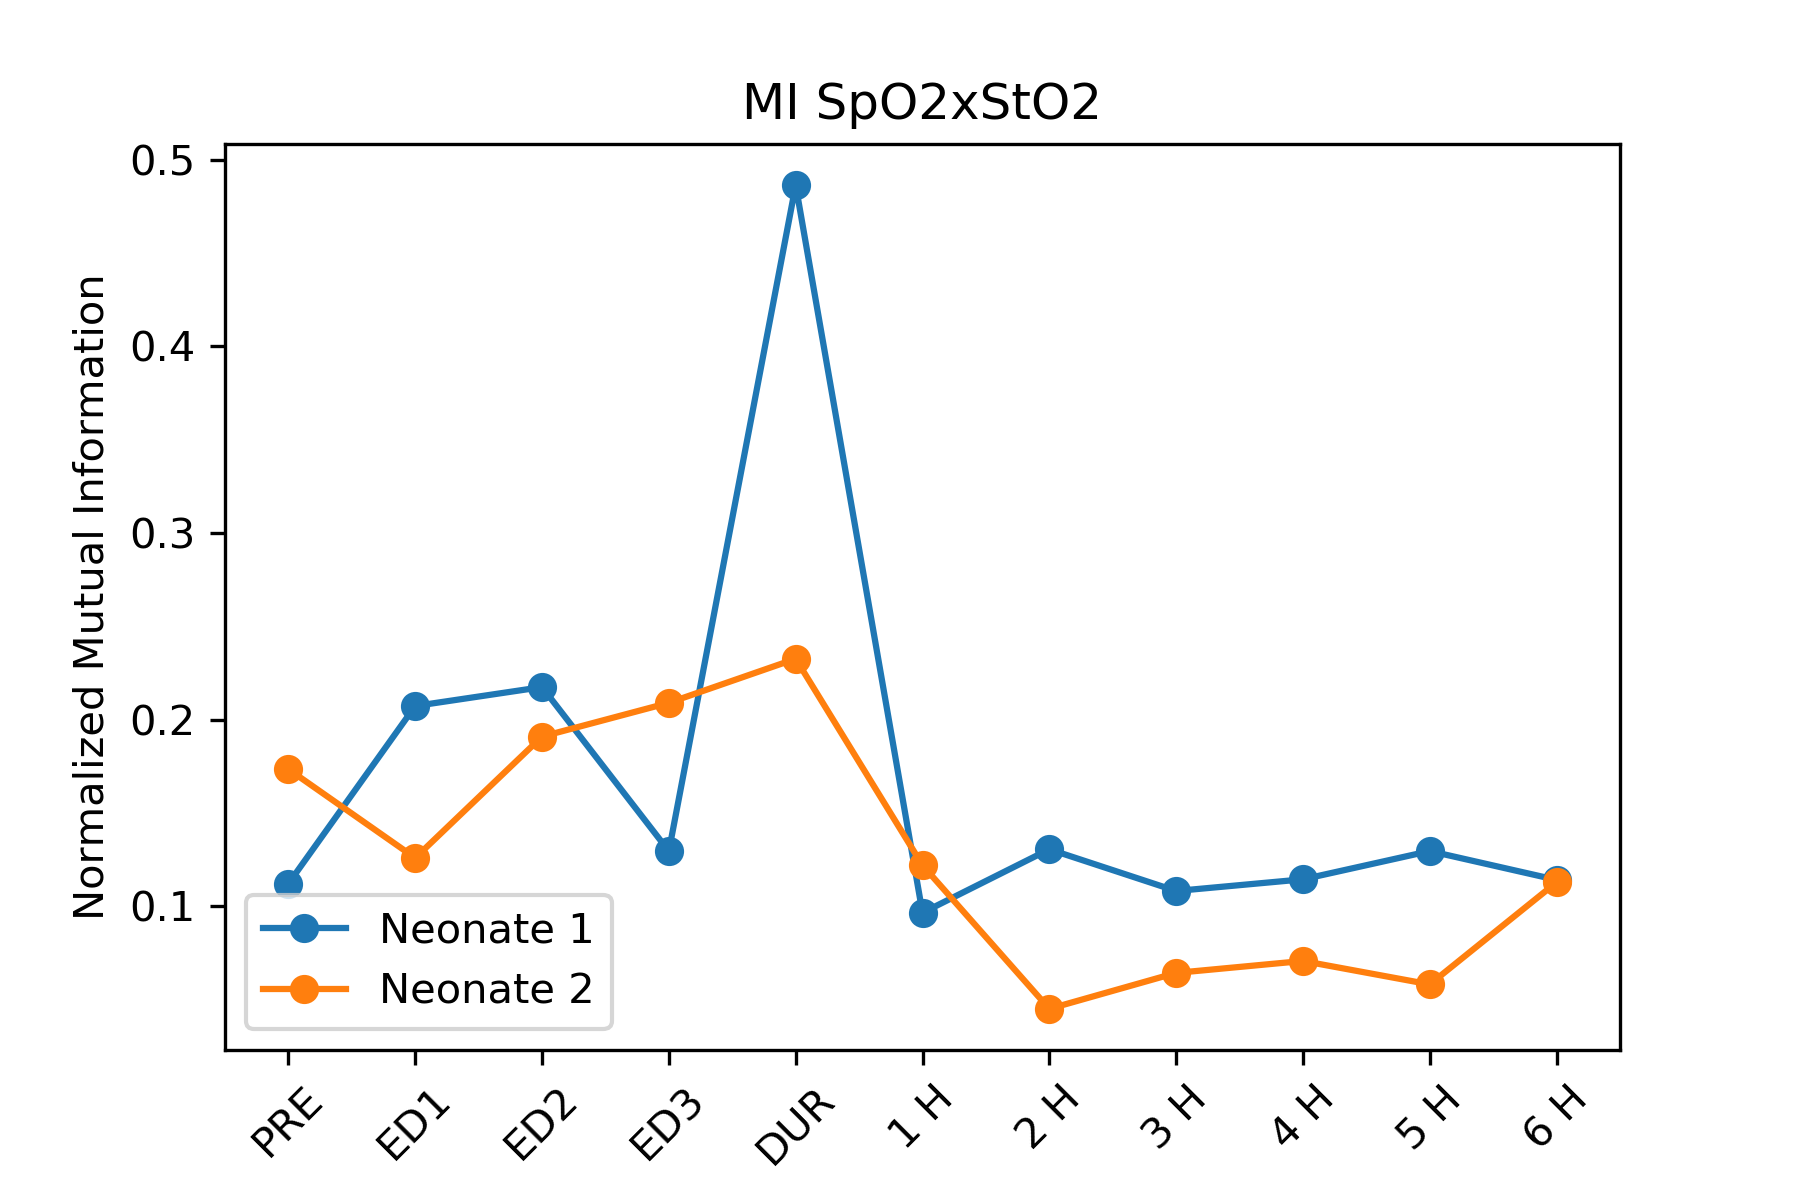 MI SpO2xStO2
Normalized Mutual Information
0.5
0.4
0.3
0.2
0.1
Neonate 1
Neonate 2
PRE
ED1
ED2
ED3
DUR
1 H
2 H
3 H
4 H
5 H
6 H